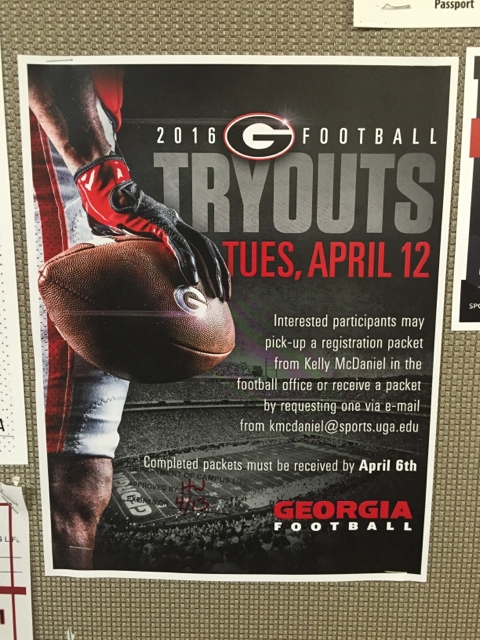 Passport
2016 G FOOTBALL
TRYOUTS
TUES, APRIL 12
Interested participants may
pick-up a registration packet
from Kelly McDaniel in the
football office or receive a packet
by requesting one via e-mail
from kmcdaniel@sports.uga.edu
Completed packets must be received by April 6th
GEORGIA
FOOTBALL